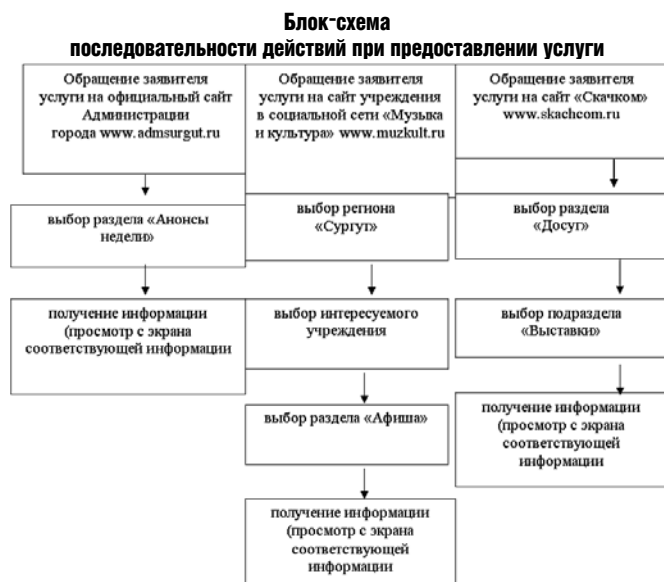 Блок-схема
последовательности действий при предоставлении услуги
Обращение заявителя
услуги на официальный сайт
Администрации
города www.admsurgut.ru
выбор раздела «Анонсы
недели»
получение информации
(просмотр с экрана
соответствующей информации
Обращение заявителя
услуги на сайт учреждения
в социальной сети «Музыка
и культура» www.muzkult.ru
выбор региона
«Сургут»
выбор интересуемого
учреждения
выбор раздела «Афиша»
получение информации
(просмотр с экрана
соответствующей
информации
Обращение заявителя
услуги на сайт «Скачком»
www.skachcom.ru
выбор раздела
«Досуг»
выбор подраздела
«Выставки»
получение информации
(просмотр с экрана
соответствующей
информации